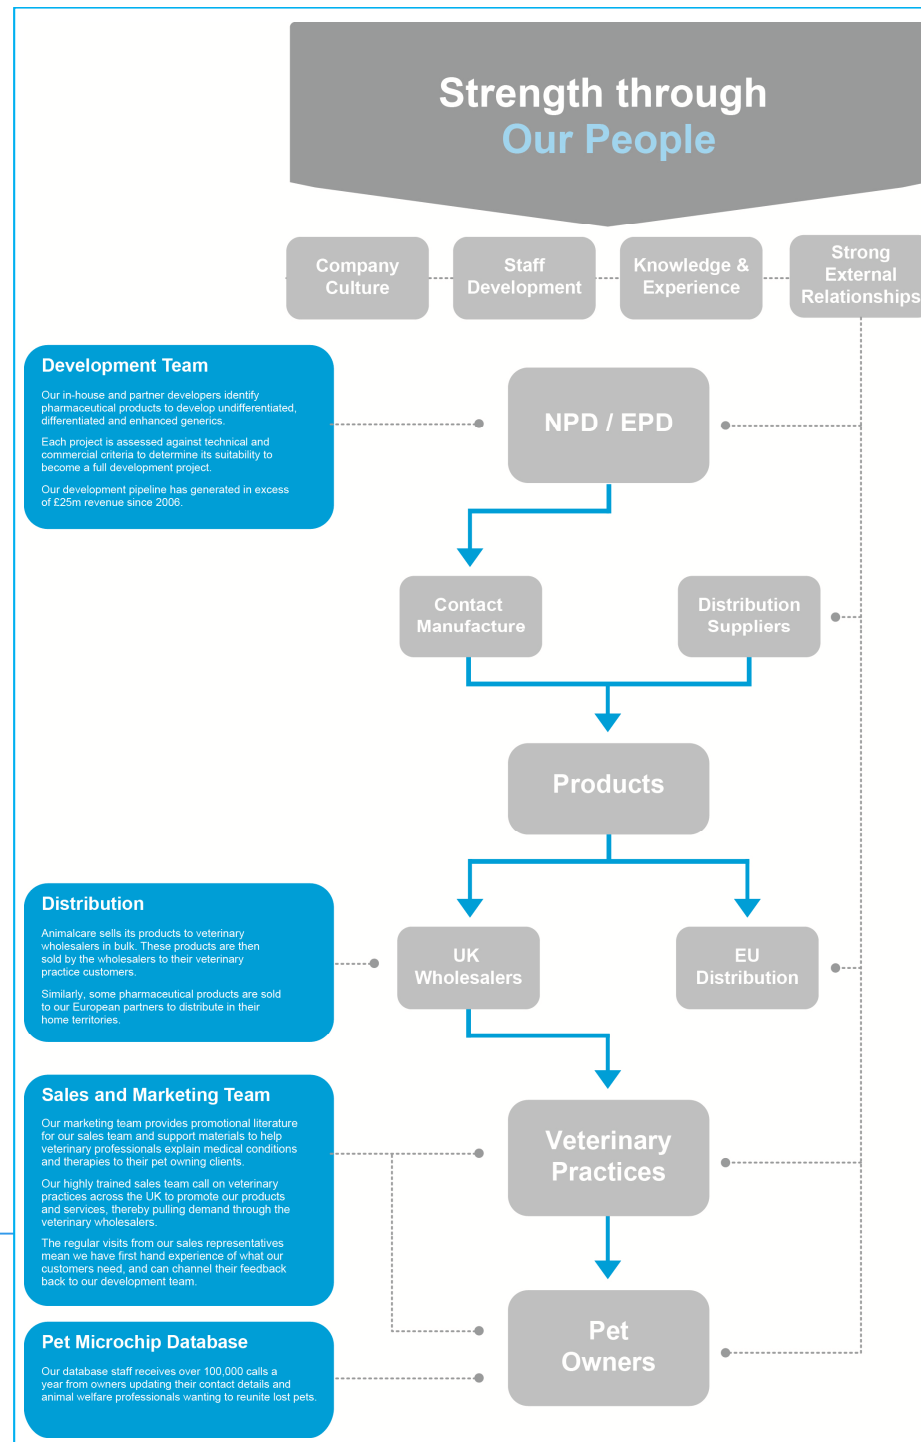 Strength through
Our People
Company
Culture
Staff
Development
Knowledge &
Experience
Strong
External
Relationships
Development Team
Our in-house and partner developers identify
pharmaceutical products to develop undifferentiated,
differentiated and enhanced generics.
Each project is assessed against technical and
commercial criteria to determine its suitability to
become a full development project.
Our development pipeline has generated in excess
of £25m revenue since 2006.
NPD / EPD
Contact
Manufacture
Distribution
Suppliers
Products
Distribution
Animalcare sells its products to veterinary
wholesalers in bulk. These products are then
sold by the wholesalers to their veterinary
practice customers.
Similarly, some pharmaceutical products are sold
to our European partners to distribute in their
home territories.
UK
Wholesalers
EU
Distribution
Sales and Marketing Team
Our marketing team provides promotional literature
for our sales team and support materials to help
veterinary professionals explain medical conditions
and therapies to their pet owning clients.
Our highly trained sales team call on veterinary
practices across the UK to promote our products
and services, thereby pulling demand through the
veterinary wholesalers.
The regular visits from our sales representatives
mean we have first hand experience of what our
customers need, and can channel their feedback
back to our development team.
Veterinary
Practices
Pet Microchip Database
Our database staff receives over 100,000 calls a
year from owners updating their contact details and
animal welfare professionals wanting to reunite lost pets.
Pet
Owners